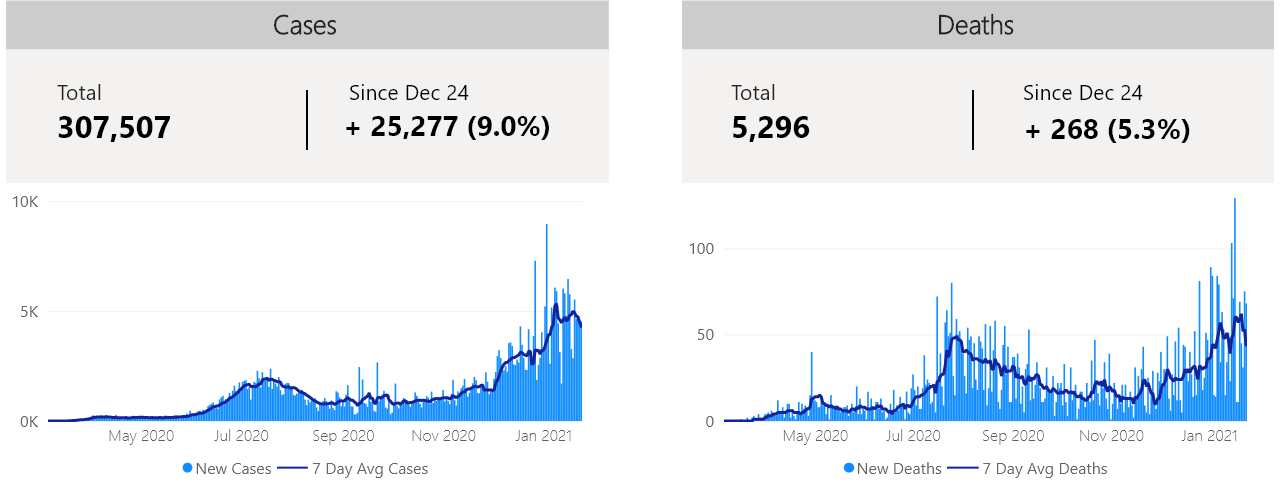 Cases
Total
307,507
Since Dec 24
+ 25,277 (9.0%)
10K
5K
0K
May 2020 Jul 2020 Sep 2020 Nov 2020 Jan 2021
New Cases 7 Day Avg Cases
Deaths
Total
5,296
Since Dec 24
+ 268 (5.3%)
100
50
0
May 2020 Jul 2020 Sep 2020 Nov 2020 Jan 2021
New Deaths 7 Day Avg Deaths